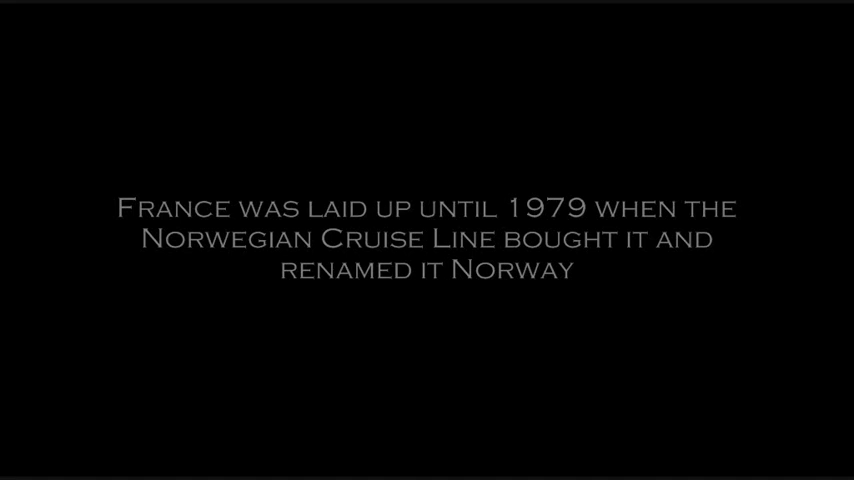 France was laid up until 1979 when the
Norwegian Cruise Line bought it and
renamed it Norway